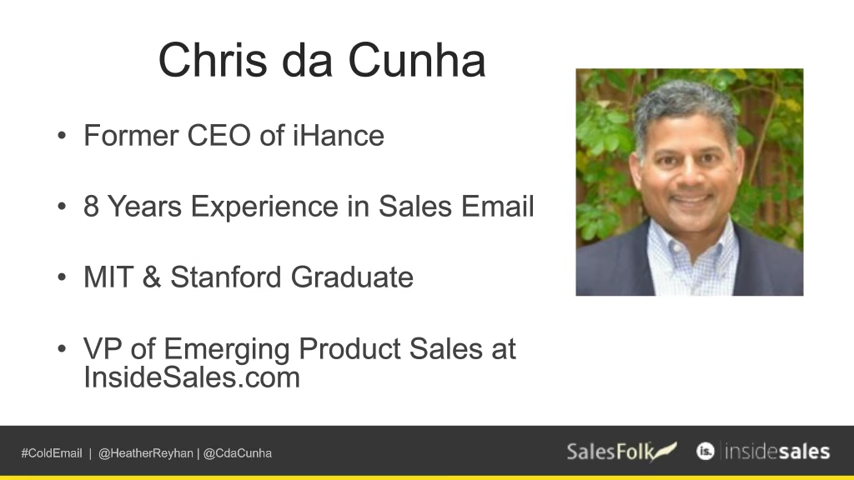 Chris da Cunha
• Former CEO of iHance
• 8 Years Experience in Sales Email
• MIT & Stanford Graduate
• VP of Emerging Product Sales at
InsideSales.com
#ColdEmail | @HeatherReyhan | @CdaCunha
SalesFolk
is. insidesales